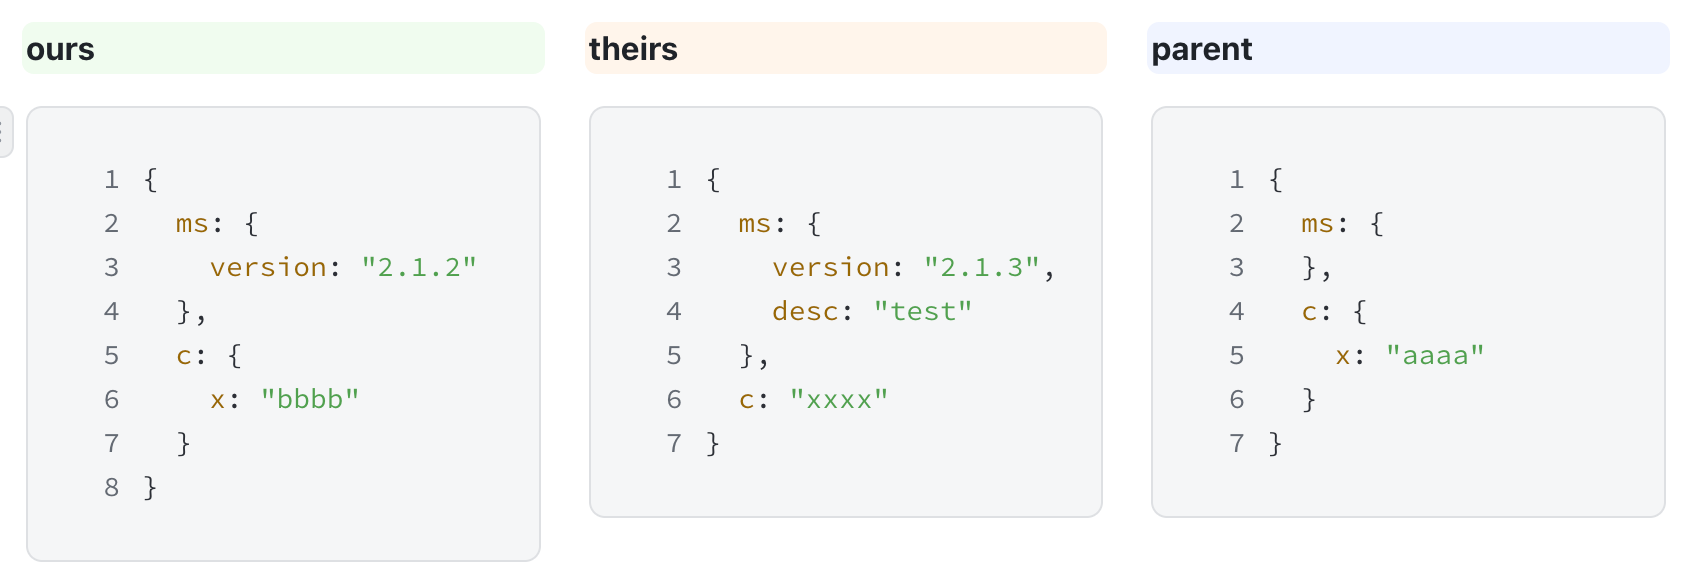 ours
1 {
2   ms: {
3     version: "2.1.2"
4   },
5   c: {
6     x: "bbbb"
7   }
8 }
theirs
1 {
2   ms: {
3     version: "2.1.3",
4     desc: "test"
5   },
6   c: "xxxx"
7 }
parent
1 {
2   ms: {
3   },
4   c: {
5     x: "aaaa"
6   }
7 }